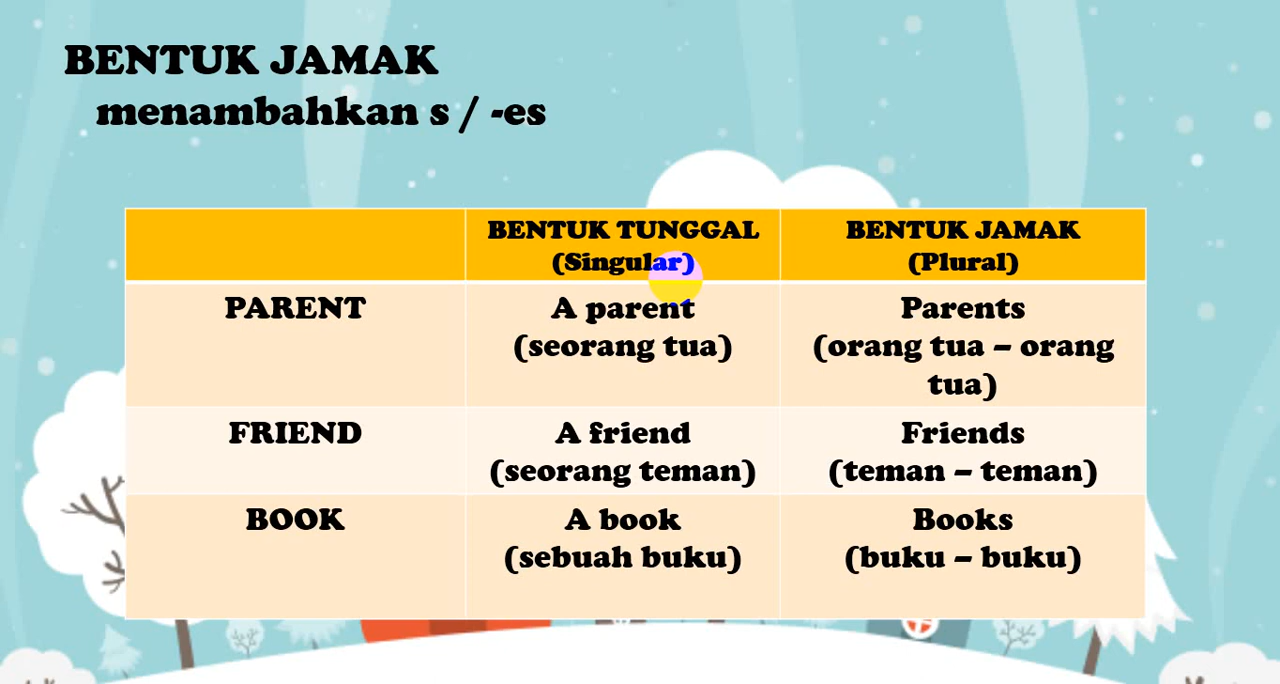 BENTUK JAMAK
menambahkan s / -es
BENTUK TUNGGAL
(Singular)
BENTUK JAMAK
(Plural)
PARENT
A parent
(seorang tua)
Parents
(orang tua – orang
tua)
FRIEND
A friend
(seorang teman)
Friends
(teman – teman)
BOOK
A book
(sebuah buku)
Books
(buku – buku)